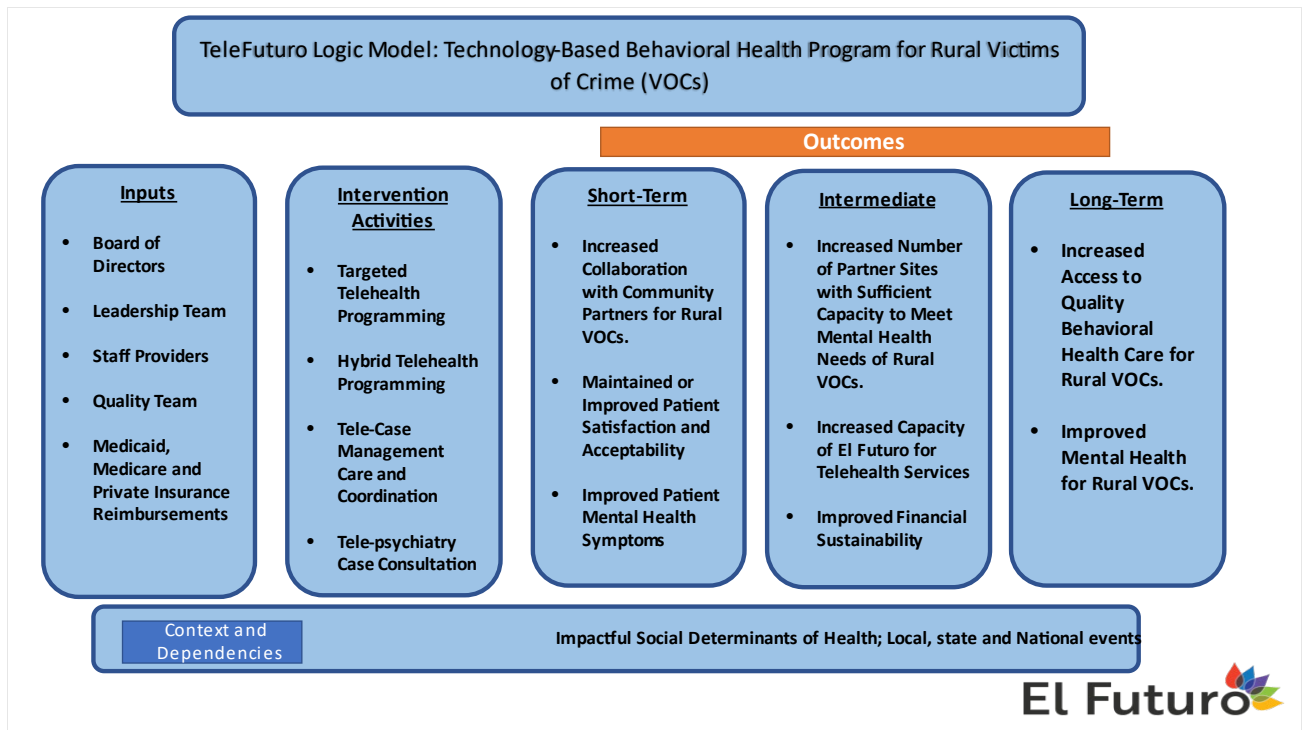 TeleFuturo Logic Model: Technology-Based Behavioral Health Program for Rural Victims
of Crime (VOCs)
Outcomes
Inputs
• Board of
Directors
• Leadership Team
• Staff Providers
• Quality Team
• Medicaid,
Medicare and
Private Insurance
Reimbursements
Intervention
Activities
• Targeted
Telehealth
Programming
• Hybrid Telehealth
Programming
• Tele-Case
Management
Care and
Coordination
• Tele-psychiatry
Case Consultation
Short-Term
• Increased
Collaboration
with Community
Partners for Rural
VOCs.
• Maintained or
Improved Patient
Satisfaction and
Acceptability
• Improved Patient
Mental Health
Symptoms
Intermediate
• Increased Number
of Partner Sites
with Sufficient
Capacity to Meet
Mental Health
Needs of Rural
VOCs.
• Increased Capacity
of El Futuro for
Telehealth Services
• Improved Financial
Sustainability
Long-Term
• Increased
Access to
Quality
Behavioral
Health Care for
Rural VOCs.
• Improved
Mental Health
for Rural VOCs.
Context and
Dependencies
Impactful Social Determinants of Health; Local, state and National events
El Futuro